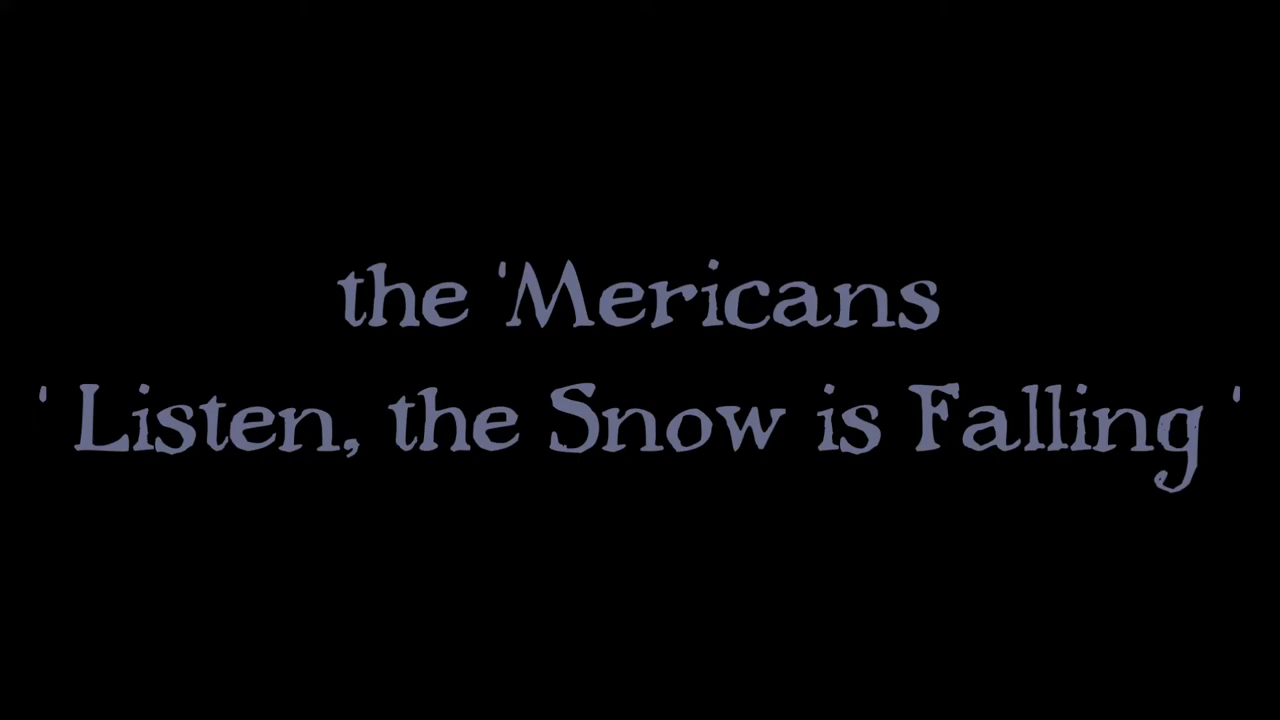 the 'Mericans
' Listen, the Snow is Falling '